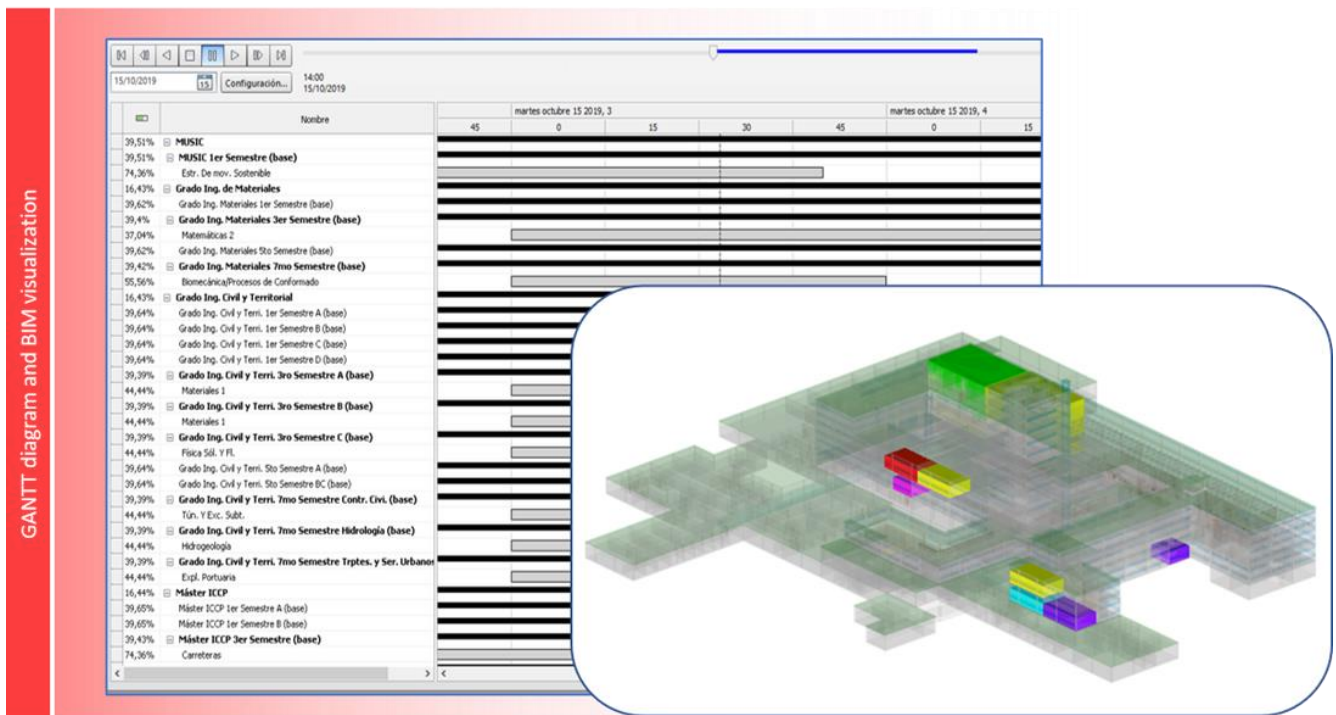 GANTT diagram and BIM visualization
15/10/2019
15
Configuración...
14:00
15/10/2019
Nombre
martes octubre 15 2019, 3
martes octubre 15 2019, 4
45 0 15 30 45 0 15
39,51% MUSIC
39,51% MUSIC 1er Semestre (base)
74,36% Estr. De mov. Sostenible
16,43% Grado Ing. de Materiales
39,62% Grado Ing. Materiales 1er Semestre (base)
39,4% Grado Ing. Materiales 3er Semestre (base)
37,04% Matemáticas 2
39,62% Grado Ing. Materiales 5to Semestre (base)
39,42% Grado Ing. Materiales 7mo Semestre (base)
55,56% Biomecánica/Procesos de Conformado
16,43% Grado Ing. Civil y Territorial
39,64% Grado Ing. Civil y Terri. 1er Semestre A (base)
39,64% Grado Ing. Civil y Terri. 1er Semestre B (base)
39,64% Grado Ing. Civil y Terri. 1er Semestre C (base)
39,64% Grado Ing. Civil y Terri. 1er Semestre D (base)
39,39% Grado Ing. Civil y Terri. 3ro Semestre A (base)
44,44% Materiales 1
39,39% Grado Ing. Civil y Terri. 3ro Semestre B (base)
44,44% Materiales 1
39,39% Grado Ing. Civil y Terri. 3ro Semestre C (base)
44,44% Física Sól. Y Fl.
39,64% Grado Ing. Civil y Terri. 5to Semestre A (base)
39,64% Grado Ing. Civil y Terri. 5to Semestre BC (base)
39,39% Grado Ing. Civil y Terri. 7mo Semestre Contr. Civi. (base)
44,44% Tún. Y Exc. Subt.
39,39% Grado Ing. Civil y Terri. 7mo Semestre Hidrología (base)
44,44% Hidrogeología
39,39% Grado Ing. Civil y Terri. 7mo Semestre Trptes. y Ser. Urbanos
44,44% Expl. Portuaria
16,44% Máster ICCP
39,65% Máster ICCP 1er Semestre A (base)
39,65% Máster ICCP 1er Semestre B (base)
39,43% Máster ICCP 3er Semestre (base)
74,36% Carreteras